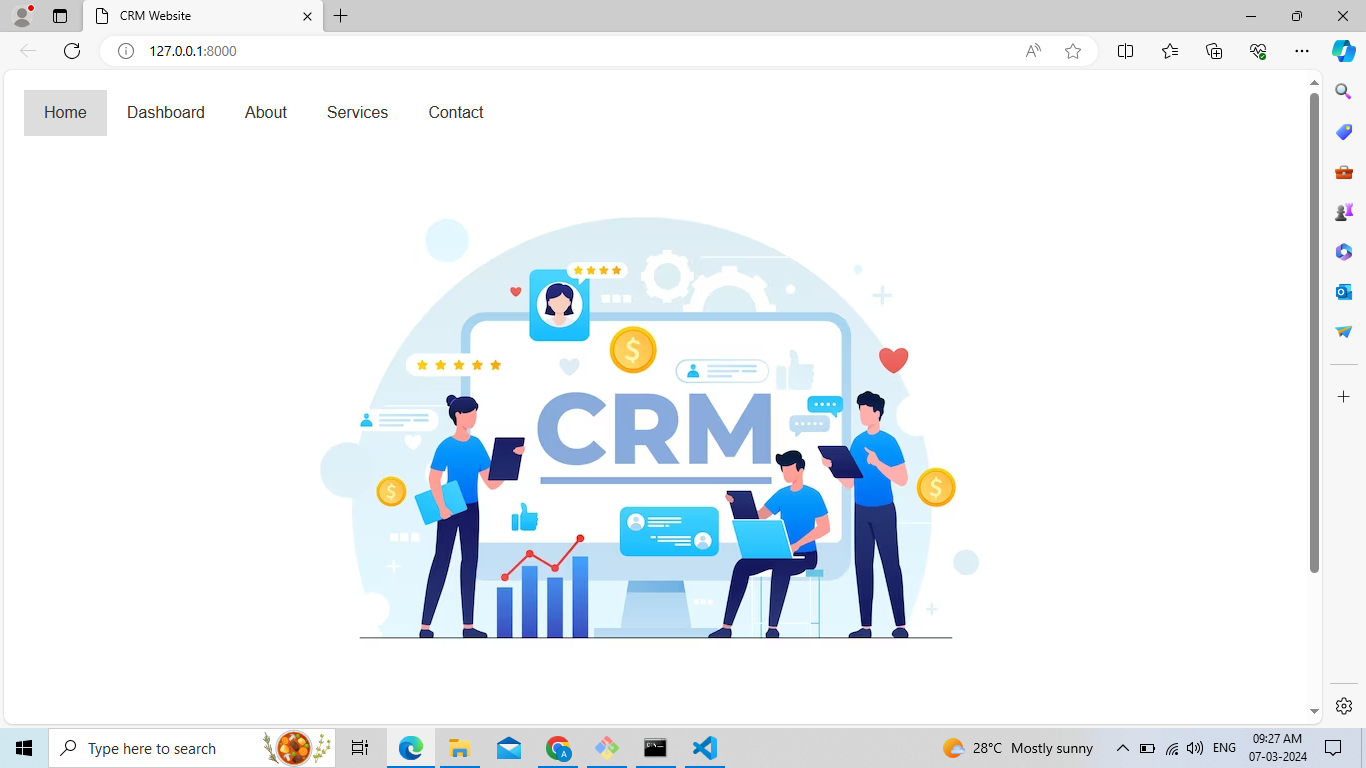 CRM Website
127.0.0.1:8000
Home Dashboard About Services Contact
CRM
Type here to search
28°C Mostly sunny
ENG
09:27 AM
07-03-2024